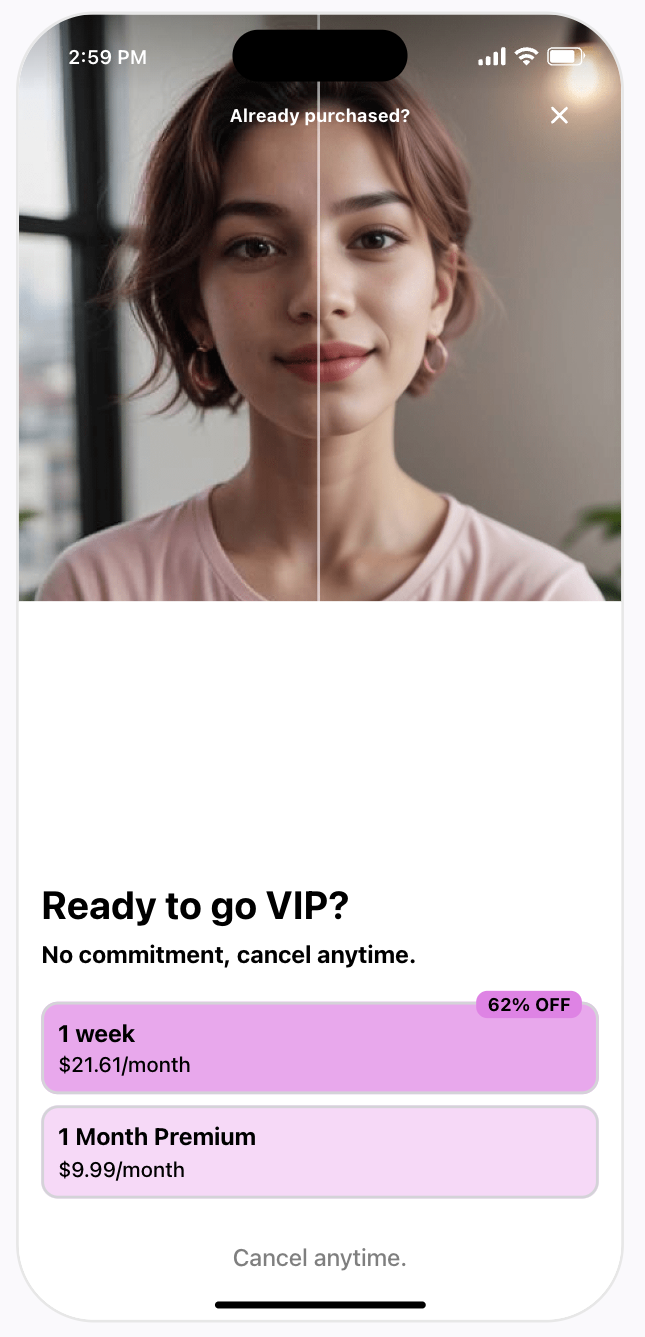 2:59 PM
Already purchased?
Ready to go VIP?
No commitment, cancel anytime.
62% OFF
1 week
$21.61/month
1 Month Premium
$9.99/month
Cancel anytime.